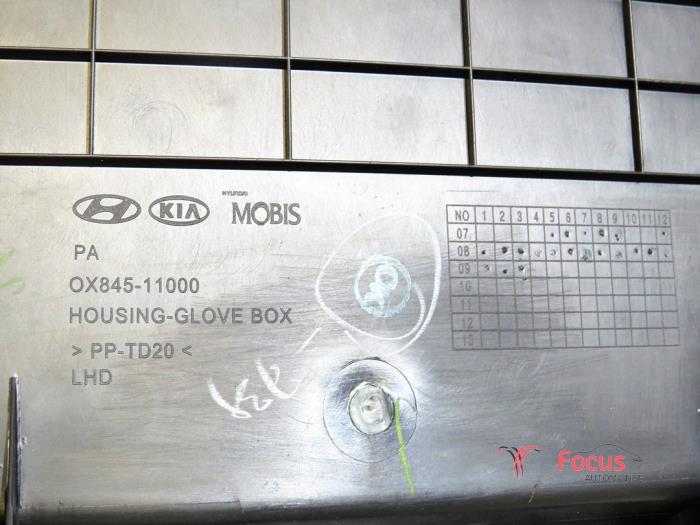 HYUNDAI
KIA MOBIS
PA
OX845-11000
HOUSING-GLOVE BOX
> PP-TD20 <
LHD
NO 1 2 3 4 5 6 7 8 9 10 11 12
07
08
09
10
11
12
13
Focus
AUTOMOTIVE